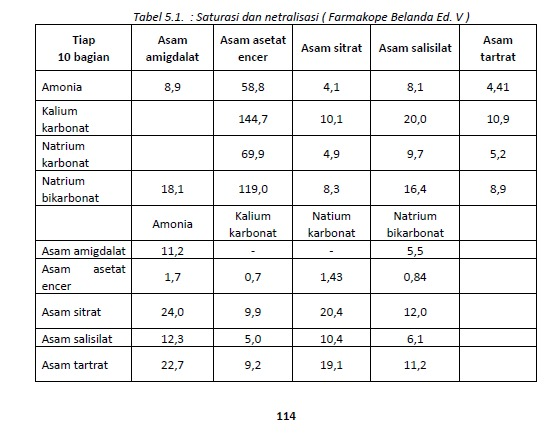 Tabel 5.1. : Saturasi dan netralisasi ( Farmakope Belanda Ed. V )
Tiap 10 bagian | Asam amigdalat | Asam asetat encer | Asam sitrat | Asam salisilat | Asam tartrat
Amonia | 8,9 | 58,8 | 4,1 | 8,1 | 4,41
Kalium karbonat | | 144,7 | 10,1 | 20,0 | 10,9
Natrium karbonat | | 69,9 | 4,9 | 9,7 | 5,2
Natrium bikarbonat | 18,1 | 119,0 | 8,3 | 16,4 | 8,9
| Amonia | Kalium karbonat | Natium karbonat | Natrium bikarbonat |
Asam amigdalat | 11,2 | - | - | 5,5 |
Asam asetat encer | 1,7 | 0,7 | 1,43 | 0,84 |
Asam sitrat | 24,0 | 9,9 | 20,4 | 12,0 |
Asam salisilat | 12,3 | 5,0 | 10,4 | 6,1 |
Asam tartrat | 22,7 | 9,2 | 19,1 | 11,2 |
114